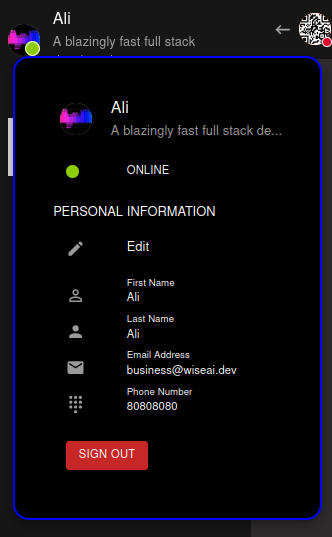 Ali
A blazingly fast full stack
Ali
A blazingly fast full stack de...
ONLINE
PERSONAL INFORMATION
Edit
First Name
Ali
Last Name
Ali
Email Address
business@wiseai.dev
Phone Number
80808080
SIGN OUT